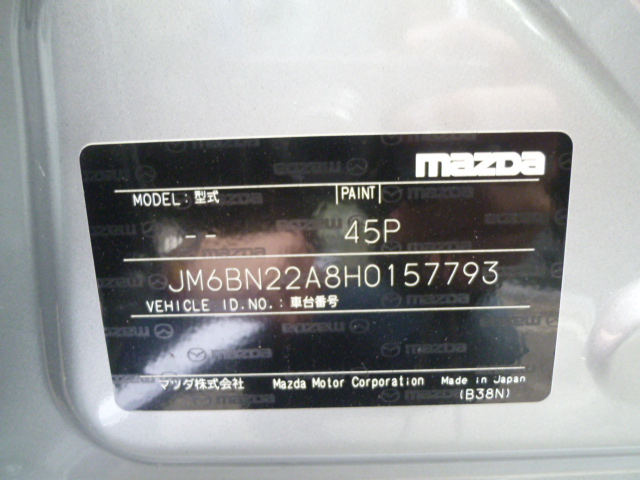 mazda
MODEL:型式 PAINT
-- 45P
JM6BN22A8H0157793
VEHICLE ID.NO.:車台番号
マツダ株式会社 Mazda Motor Corporation Made in Japan
(B38N)